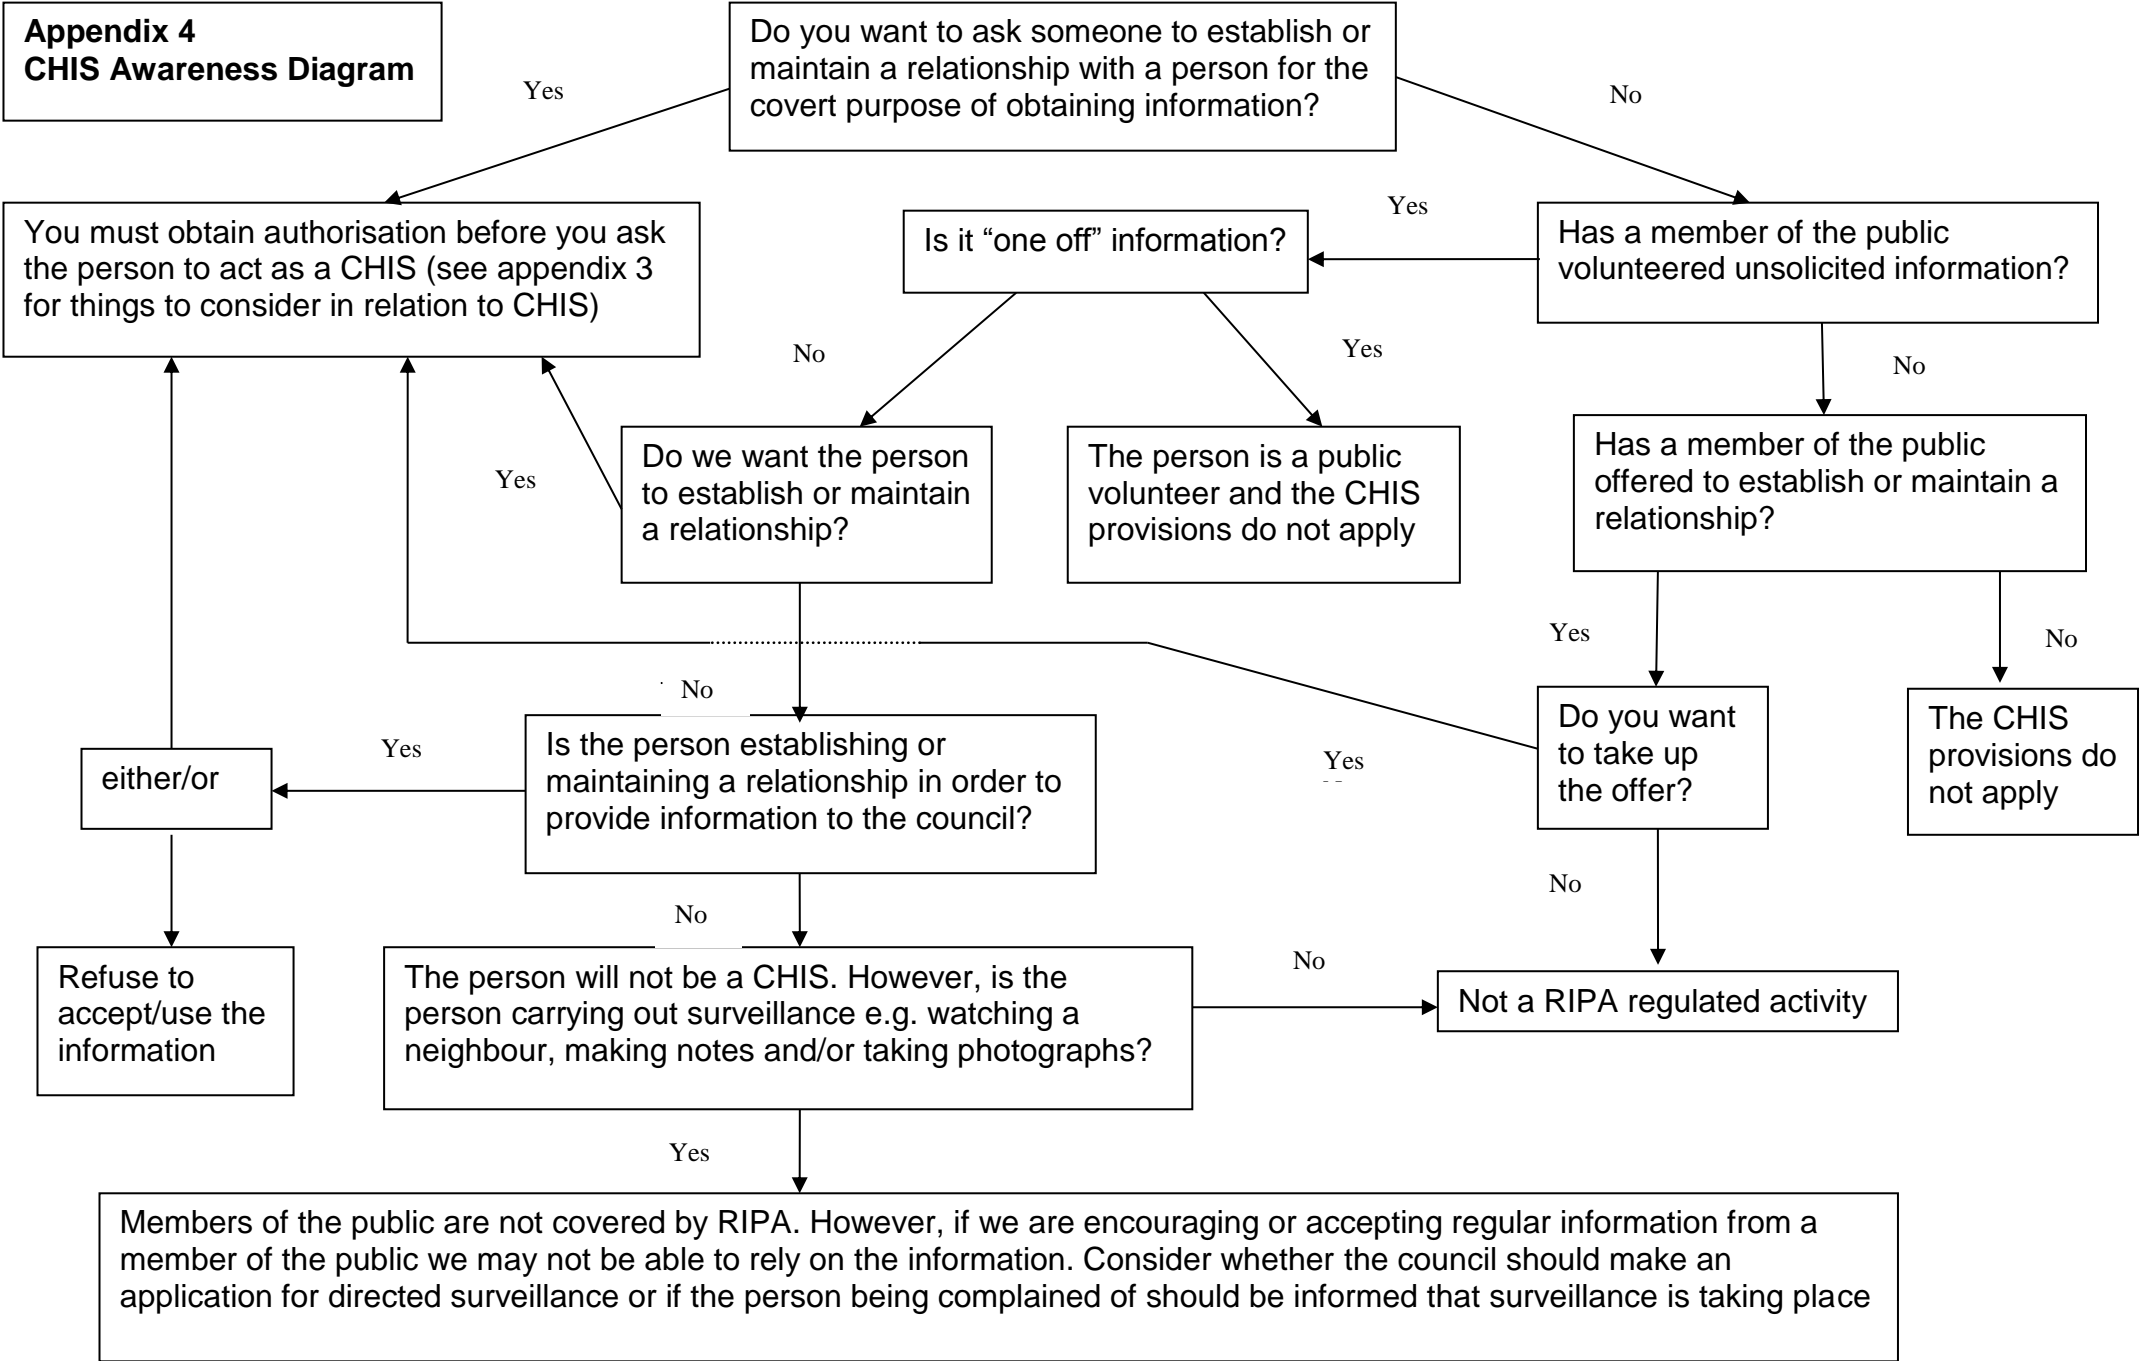 Appendix 4
CHIS Awareness Diagram
Do you want to ask someone to establish or
maintain a relationship with a person for the
covert purpose of obtaining information?
Yes
No
You must obtain authorisation before you ask
the person to act as a CHIS (see appendix 3
for things to consider in relation to CHIS)
Is it “one off” information?
Yes
Has a member of the public
volunteered unsolicited information?
No
Yes
No
Do we want the person
to establish or maintain
a relationship?
Yes
The person is a public
volunteer and the CHIS
provisions do not apply
Has a member of the public
offered to establish or maintain a
relationship?
Yes
No
No
Is the person establishing or
maintaining a relationship in order to
provide information to the council?
Yes
either/or
Yes
Do you want
to take up
the offer?
The CHIS
provisions do
not apply
No
No
Refuse to
accept/use the
information
The person will not be a CHIS. However, is the
person carrying out surveillance e.g. watching a
neighbour, making notes and/or taking photographs?
No
Not a RIPA regulated activity
Yes
Members of the public are not covered by RIPA. However, if we are encouraging or accepting regular information from a
member of the public we may not be able to rely on the information. Consider whether the council should make an
application for directed surveillance or if the person being complained of should be informed that surveillance is taking place